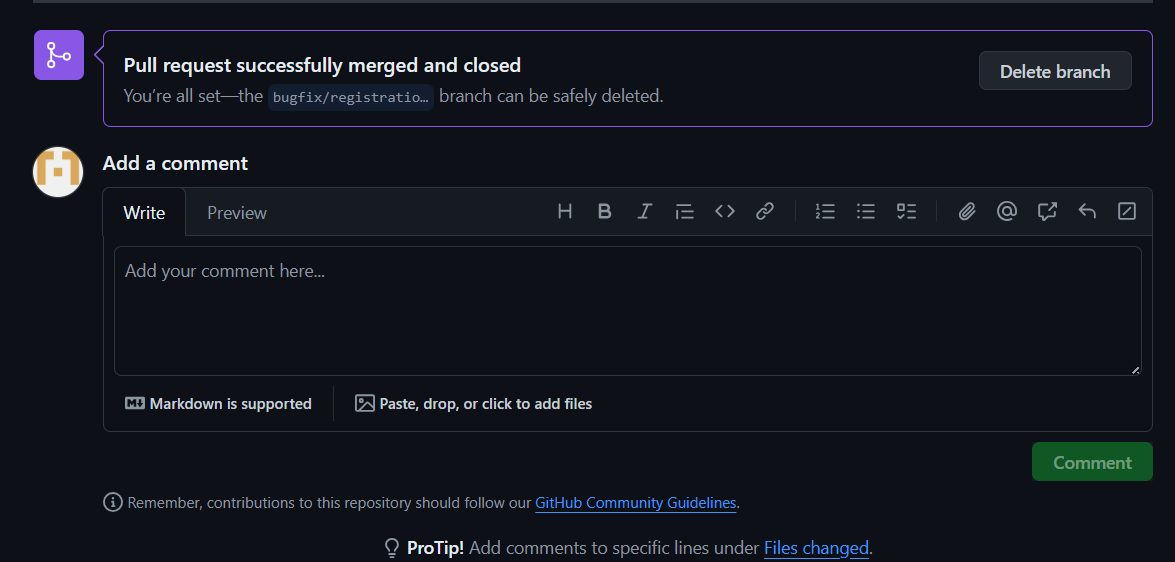 Pull request successfully merged and closed
You’re all set—the bugfix/registratio… branch can be safely deleted.
Delete branch
Add a comment
Write
Preview
Add your comment here...
Markdown is supported
Paste, drop, or click to add files
Comment
Remember, contributions to this repository should follow our GitHub Community Guidelines.
ProTip! Add comments to specific lines under Files changed.